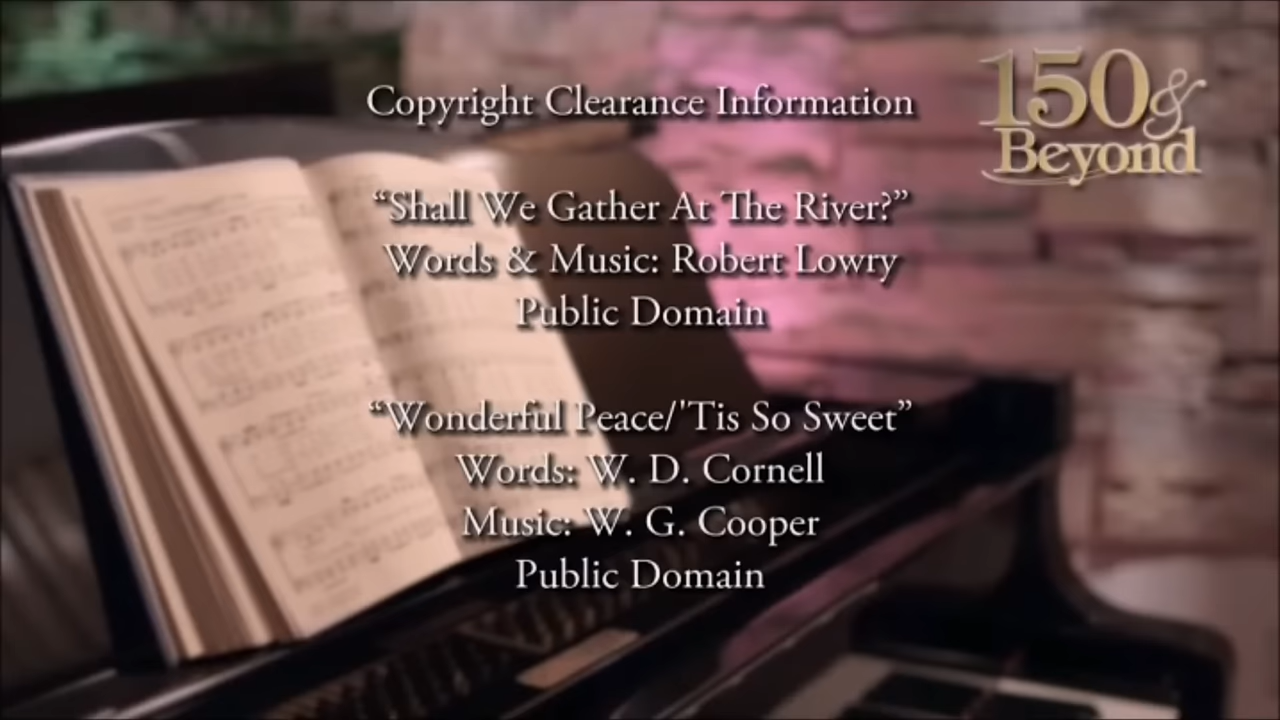 Copyright Clearance Information
150&
Beyond
“Shall We Gather At The River?”
Words & Music: Robert Lowry
Public Domain
“Wonderful Peace/'Tis So Sweet”
Words: W. D. Cornell
Music: W. G. Cooper
Public Domain